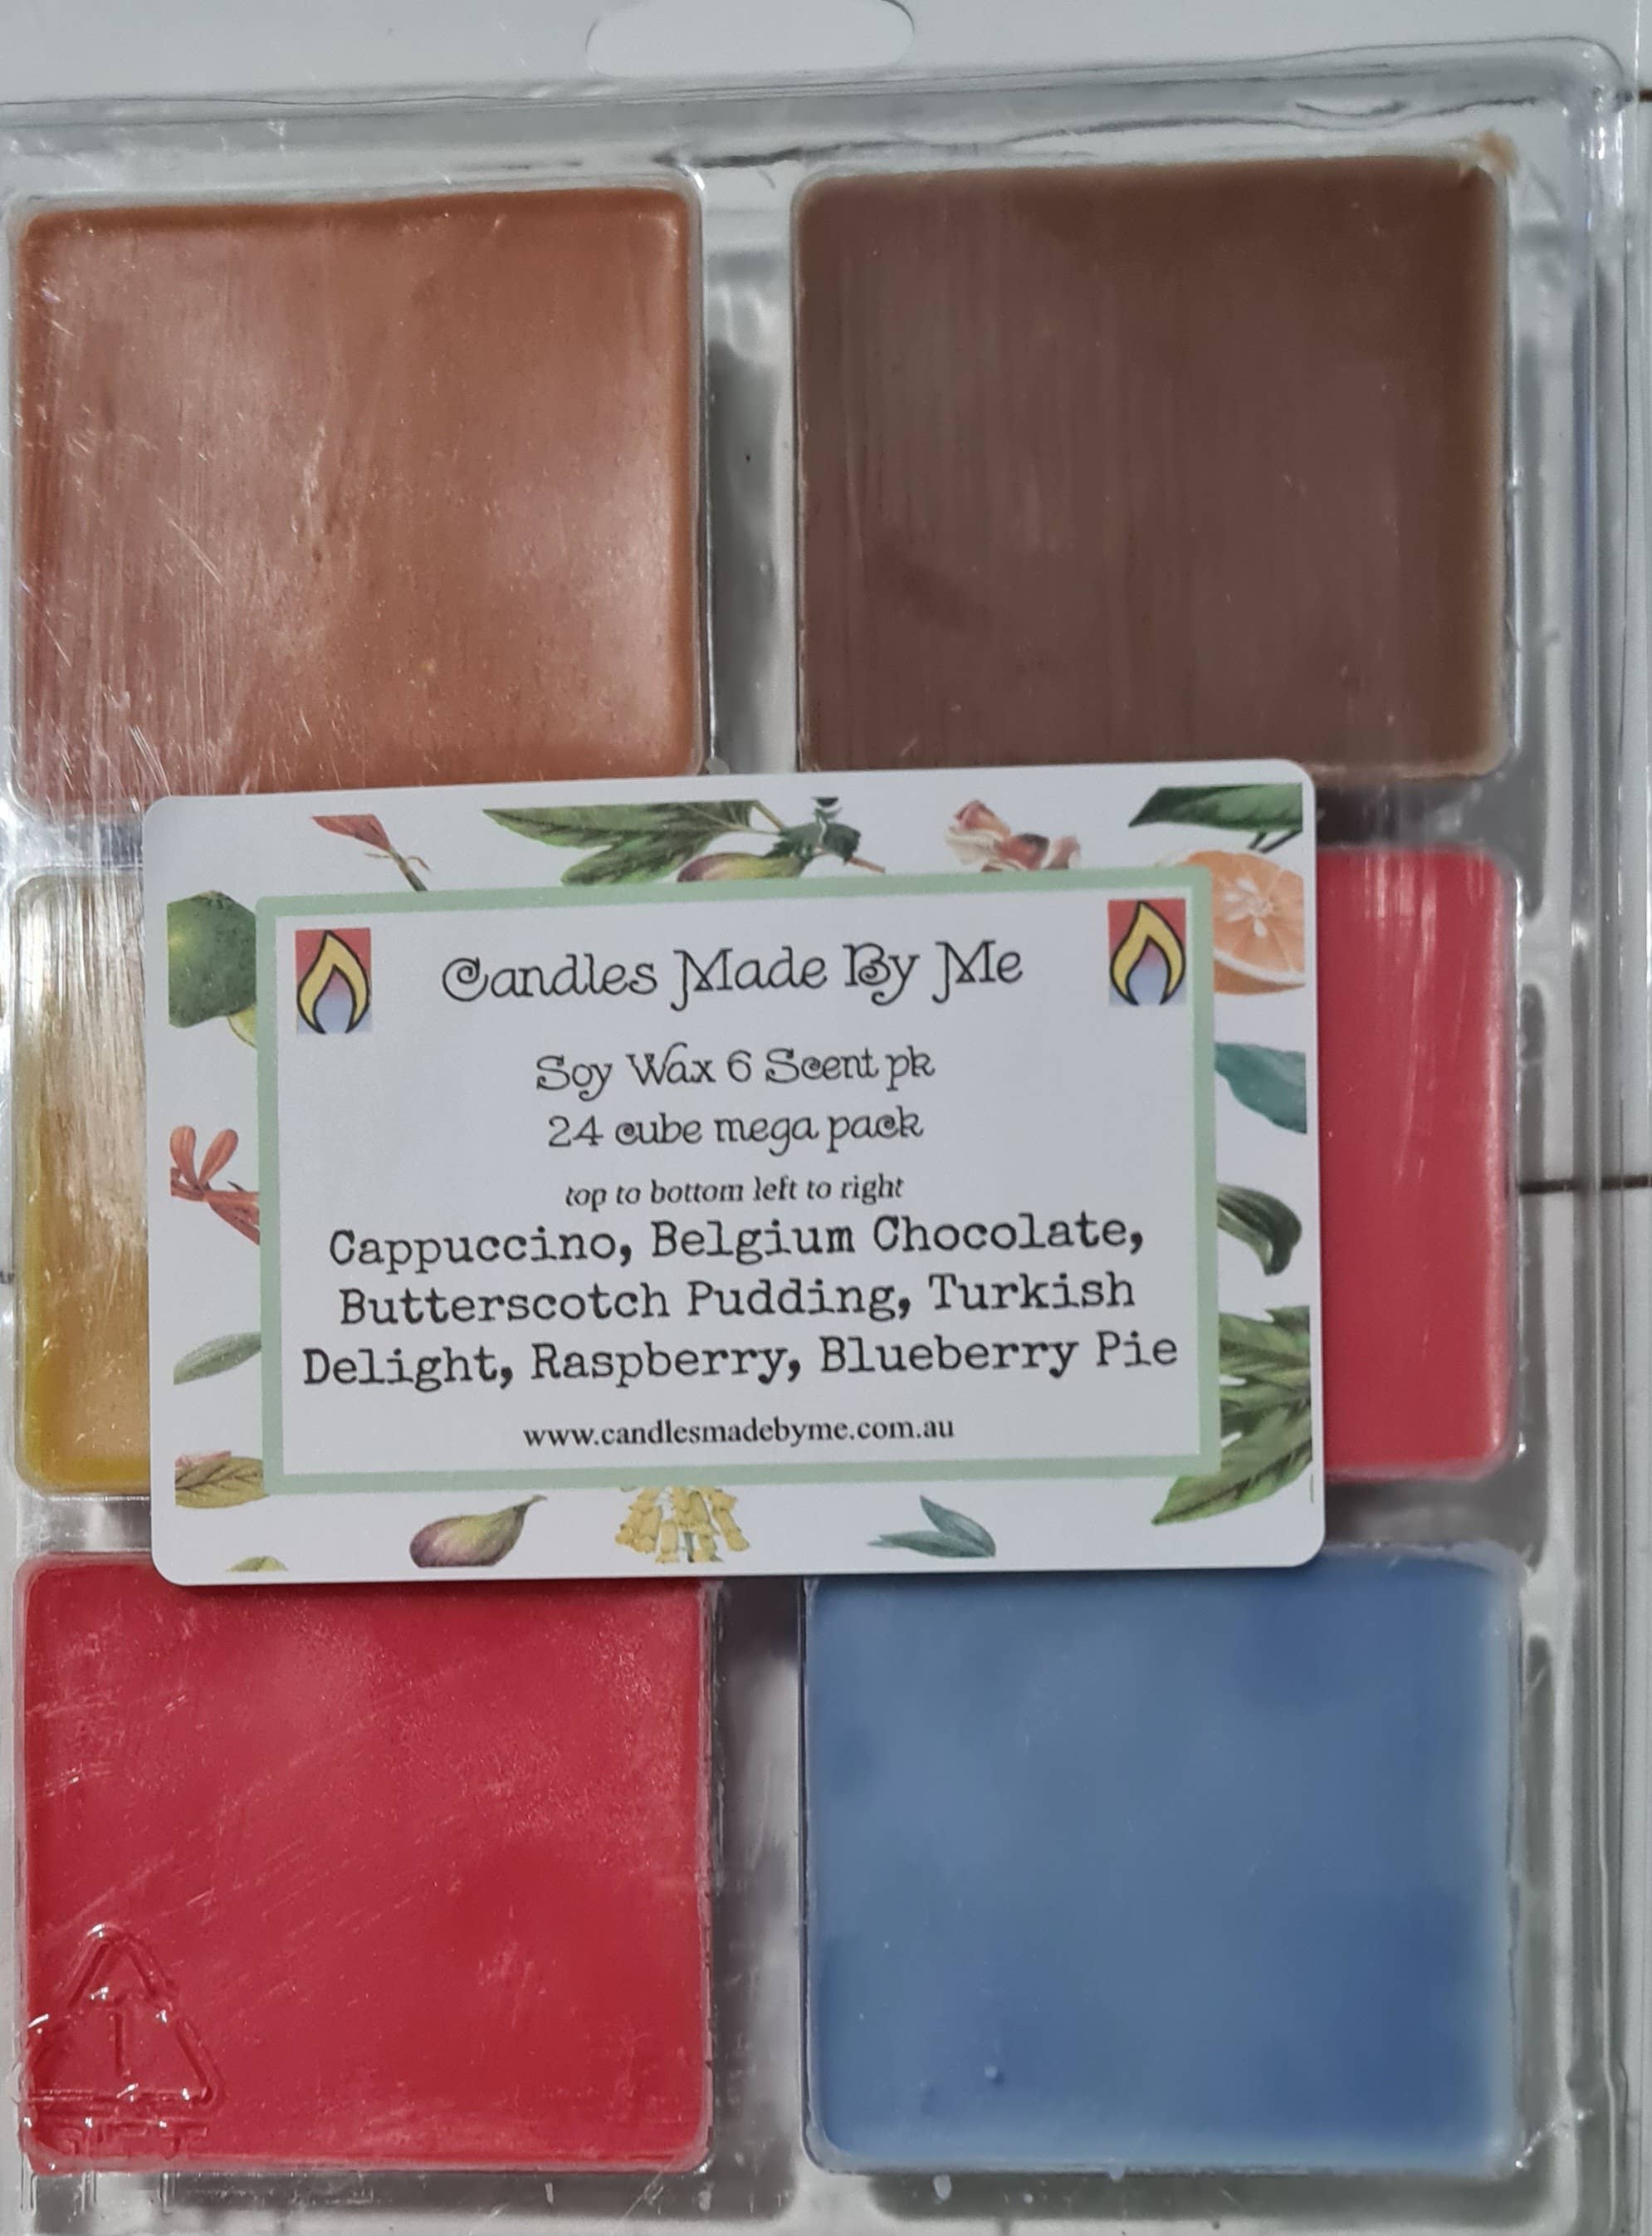 Candles Made By Me
Soy Wax 6 Scent pk
24 cube mega pack
top to bottom left to right
Cappuccino, Belgium Chocolate,
Butterscotch Pudding, Turkish
Delight, Raspberry, Blueberry Pie
www.candlesmadebyme.com.au
1